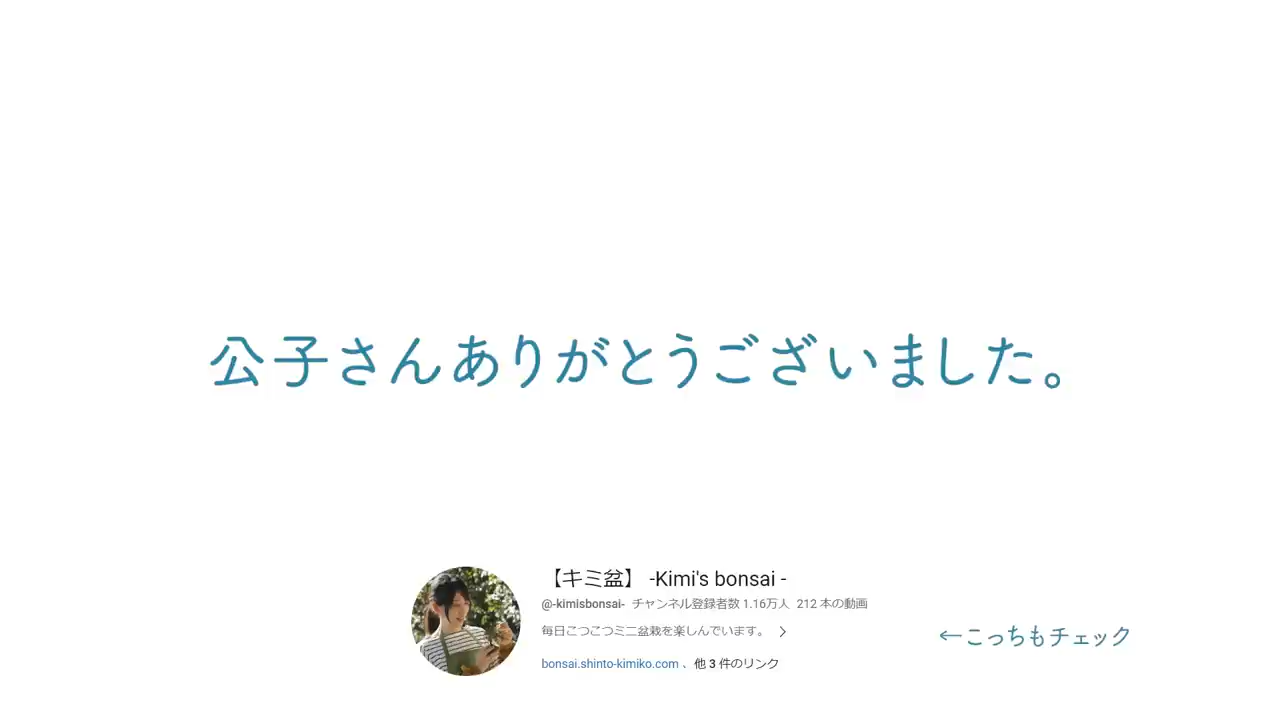 公子さんありがとうございました。
【キミ盆】 -Kimi's bonsai -
@-kimisbonsai- チャンネル登録者数 1.16万人 212 本の動画
毎日こつこつミニ盆栽を楽しんでいます。 >
←こっちもチェック
bonsai.shinto-kimiko.com 、他 3 件のリンク